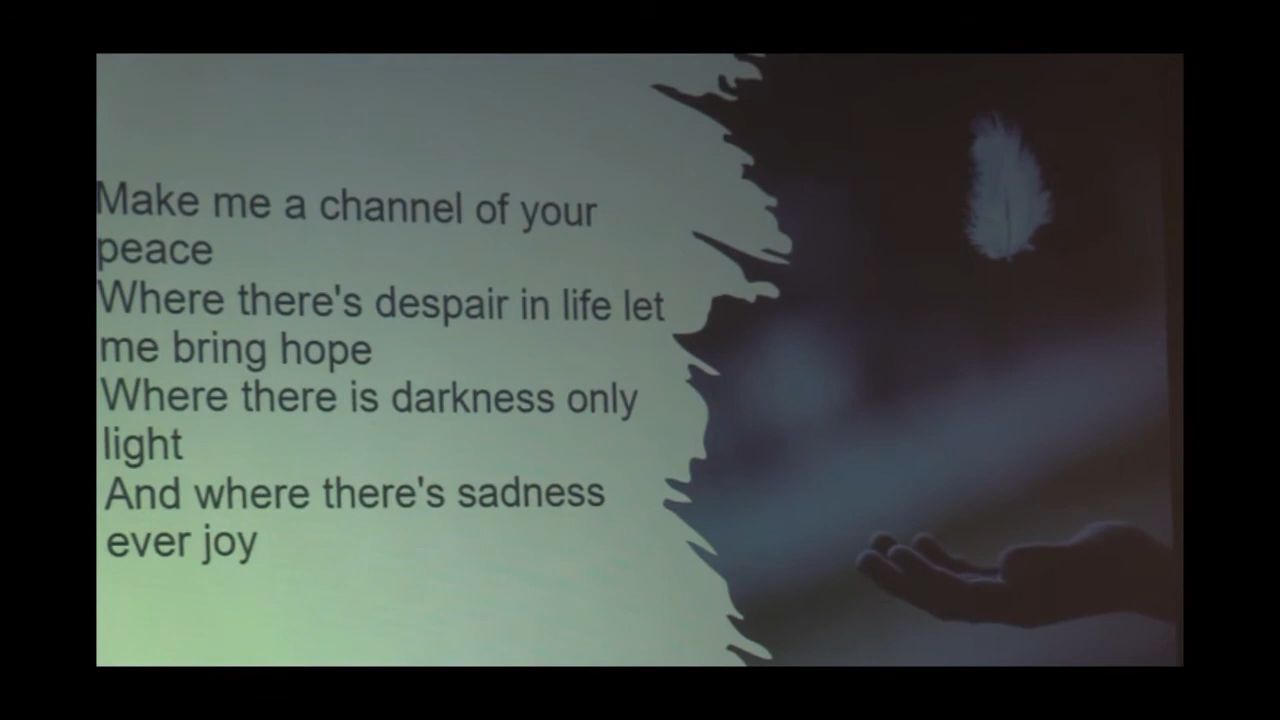 Make me a channel of your
peace
Where there's despair in life let
me bring hope
Where there is darkness only
light
And where there's sadness
ever joy